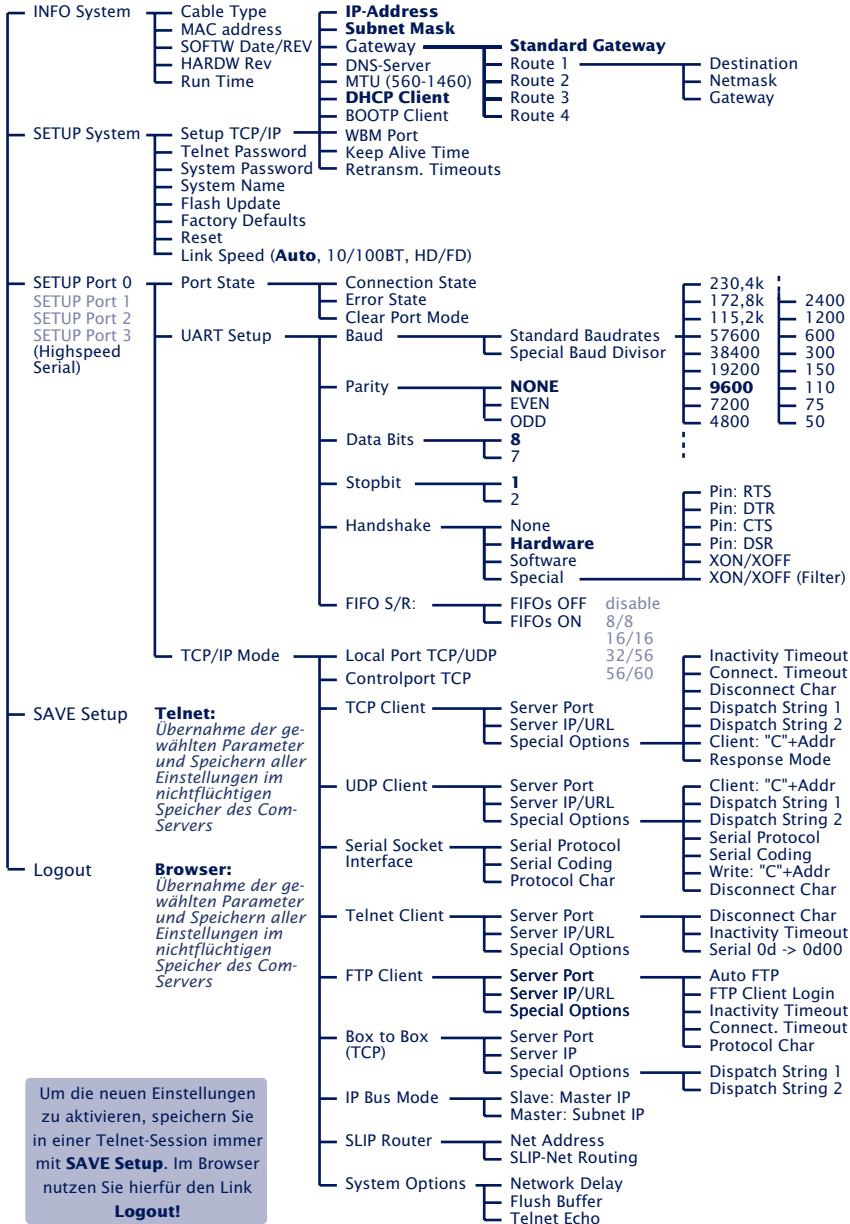 INFO System
Cable Type
MAC address
SOFTW Date/REV
HARDW Rev
Run Time
SETUP System
Setup TCP/IP
IP-Address
Subnet Mask
Gateway
Standard Gateway
Route 1
Destination
Netmask
Gateway
Route 2
Route 3
Route 4
DNS-Server
MTU (560-1460)
DHCP Client
BOOTP Client
WBM Port
Keep Alive Time
Retransm. Timeouts
Telnet Password
System Password
System Name
Flash Update
Factory Defaults
Reset
Link Speed (Auto, 10/100BT, HD/FD)
SETUP Port 0
SETUP Port 1
SETUP Port 2
SETUP Port 3
(Highspeed
Serial)
Port State
Connection State
Error State
Clear Port Mode
UART Setup
Baud
Standard Baudrates
Special Baud Divisor
230,4k
172,8k
115,2k
57600
38400
19200
9600
7200
4800
2400
1200
600
300
150
110
75
50
Parity
NONE
EVEN
ODD
Data Bits
8
7
Stopbit
1
2
Handshake
None
Hardware
Software
Special
Pin: RTS
Pin: DTR
Pin: CTS
Pin: DSR
XON/XOFF
XON/XOFF (Filter)
FIFO S/R:
FIFOs OFF
FIFOs ON
disable
8/8
16/16
32/56
56/60
TCP/IP Mode
Local Port TCP/UDP
Controlport TCP
TCP Client
Server Port
Server IP/URL
Special Options
Inactivity Timeout
Connect. Timeout
Disconnect Char
Dispatch String 1
Dispatch String 2
Client: "C"+Addr
Response Mode
UDP Client
Server Port
Server IP/URL
Special Options
Client: "C"+Addr
Dispatch String 1
Dispatch String 2
Serial Protocol
Serial Coding
Write: "C"+Addr
Disconnect Char
Serial Socket
Interface
Serial Protocol
Serial Coding
Protocol Char
Telnet Client
Server Port
Server IP/URL
Special Options
Disconnect Char
Inactivity Timeout
Serial 0d -> 0d00
FTP Client
Server Port
Server IP/URL
Special Options
Auto FTP
FTP Client Login
Inactivity Timeout
Connect. Timeout
Protocol Char
Box to Box
(TCP)
Server Port
Server IP
Special Options
Dispatch String 1
Dispatch String 2
IP Bus Mode
Slave: Master IP
Master: Subnet IP
SLIP Router
Net Address
SLIP-Net Routing
System Options
Network Delay
Flush Buffer
Telnet Echo
SAVE Setup
Telnet:
Übernahme der ge-
wählten Parameter
und Speichern aller
Einstellungen im
nichtflüchtigen
Speicher des Com-
Servers
Logout
Browser:
Übernahme der ge-
wählten Parameter
und Speichern aller
Einstellungen im
nichtflüchtigen
Speicher des Com-
Servers
Um die neuen Einstellungen
zu aktivieren, speichern Sie
in einer Telnet-Session immer
mit SAVE Setup. Im Browser
nutzen Sie hierfür den Link
Logout!